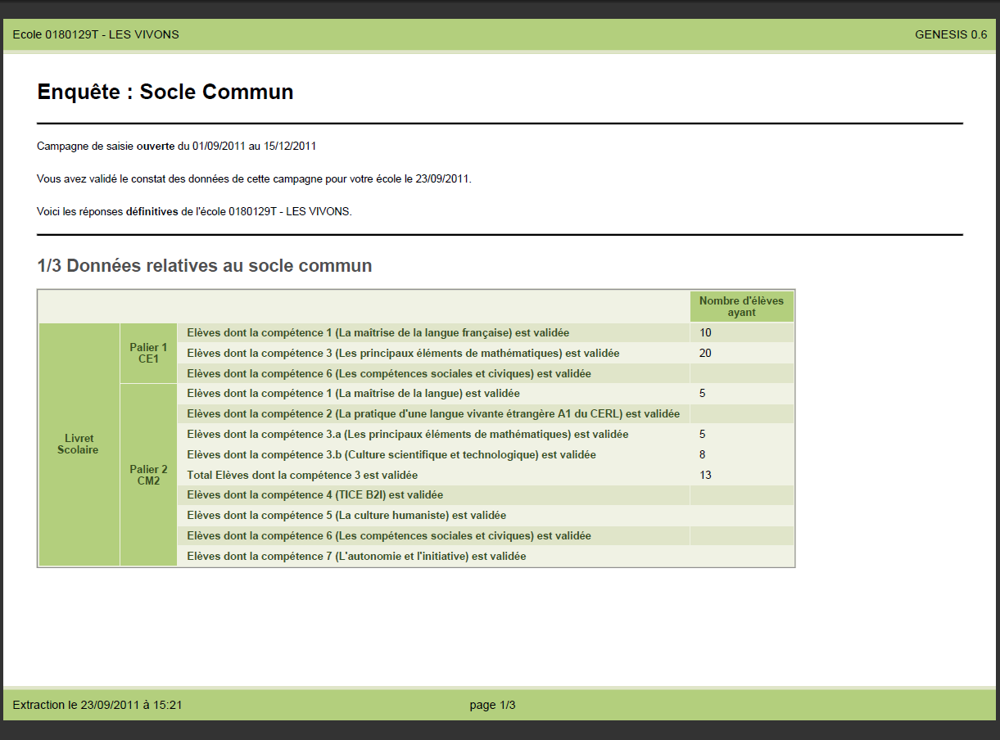 Ecole 0180129T - LES VIVONS
GENESIS 0.6
Enquête : Socle Commun
Campagne de saisie ouverte du 01/09/2011 au 15/12/2011
Vous avez validé le constat des données de cette campagne pour votre école le 23/09/2011.
Voici les réponses définitives de l'école 0180129T - LES VIVONS.
1/3 Données relatives au socle commun
Nombre d'élèves
ayant
Livret
Scolaire
Palier 1
CE1
Elèves dont la compétence 1 (La maîtrise de la langue française) est validée 10
Elèves dont la compétence 3 (Les principaux éléments de mathématiques) est validée 20
Elèves dont la compétence 6 (Les compétences sociales et civiques) est validée
Palier 2
CM2
Elèves dont la compétence 1 (La maîtrise de la langue) est validée 5
Elèves dont la compétence 2 (La pratique d'une langue vivante étrangère A1 du CERL) est validée
Elèves dont la compétence 3.a (Les principaux éléments de mathématiques) est validée 5
Elèves dont la compétence 3.b (Culture scientifique et technologique) est validée 8
Total Elèves dont la compétence 3 est validée 13
Elèves dont la compétence 4 (TICE B2I) est validée
Elèves dont la compétence 5 (La culture humaniste) est validée
Elèves dont la compétence 6 (Les compétences sociales et civiques) est validée
Elèves dont la compétence 7 (L'autonomie et l'initiative) est validée
Extraction le 23/09/2011 à 15:21
page 1/3